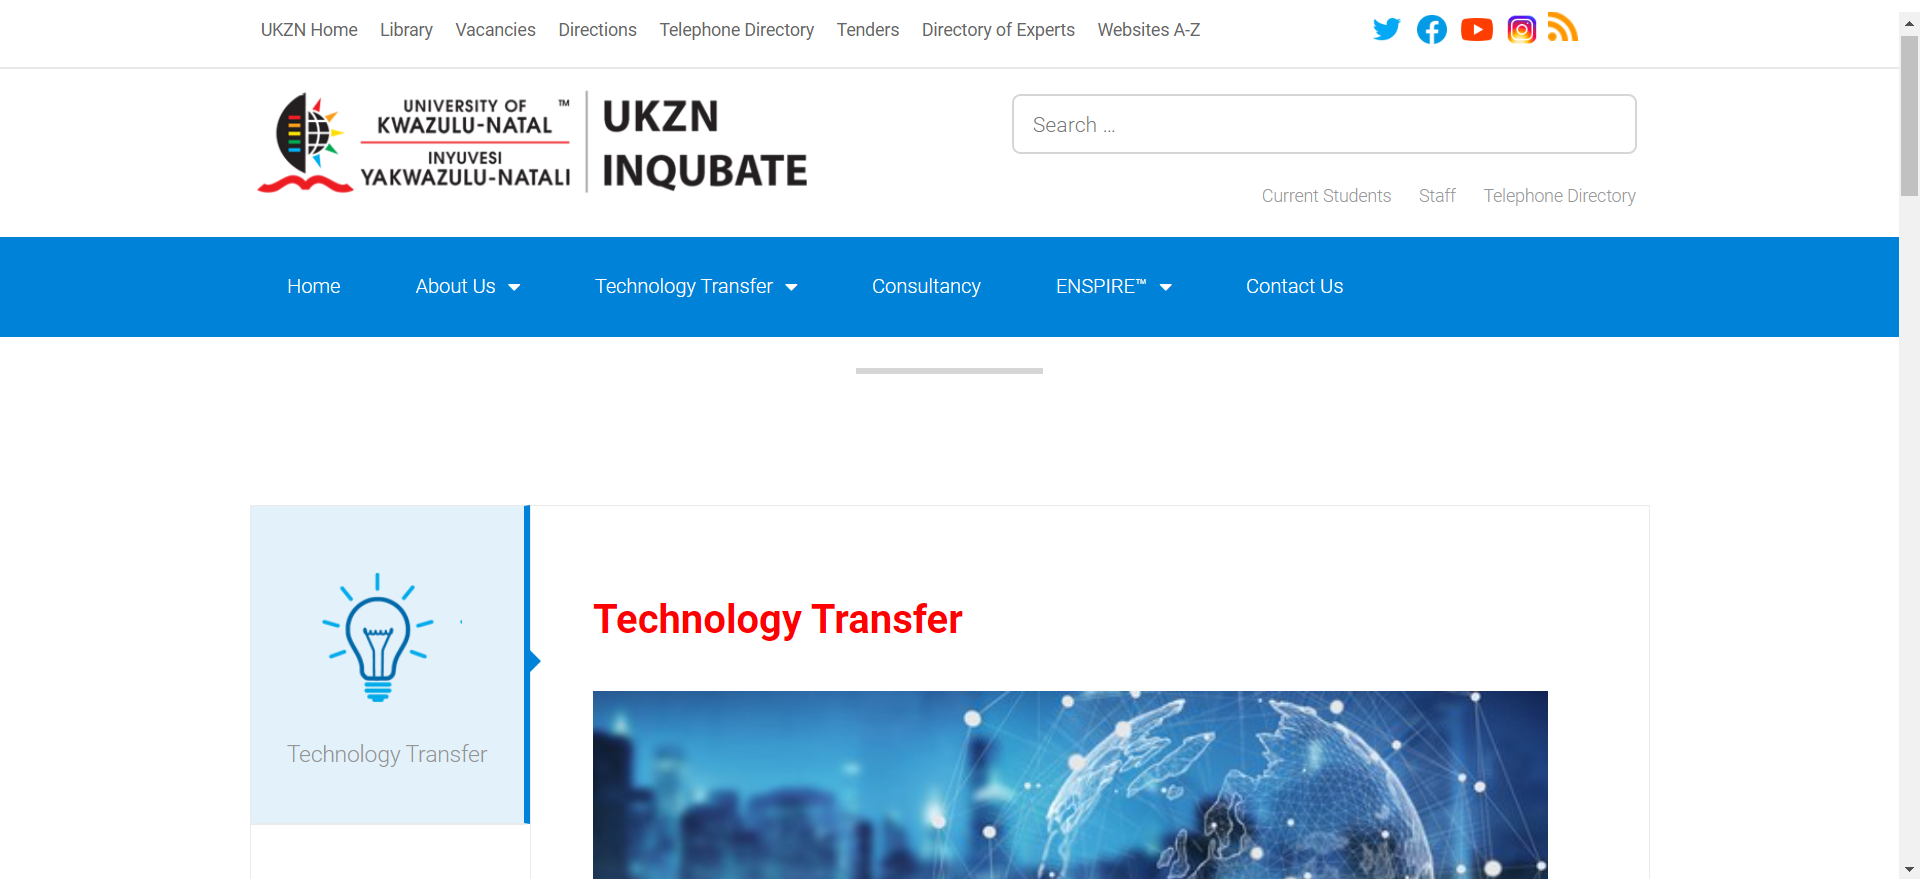 UKZN Home Library Vacancies Directions Telephone Directory Tenders Directory of Experts Websites A-Z
UNIVERSITY OF ™
KWAZULU-NATAL
INYUVESI
YAKWAZULU-NATALI
UKZN
INQUBATE
Search ...
Current Students Staff Telephone Directory
Home About Us Technology Transfer Consultancy ENSPIRE™ Contact Us
Technology Transfer
Technology Transfer